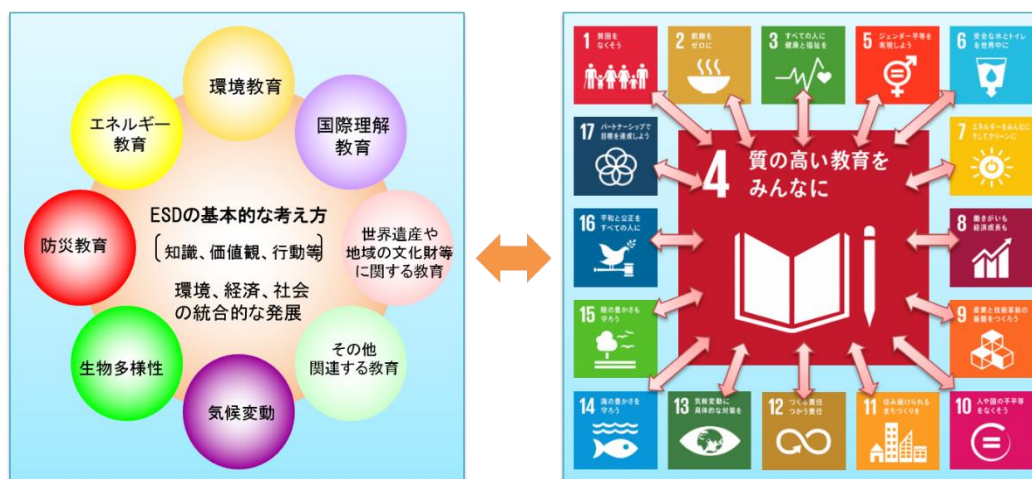 環境教育
エネルギー
教育
国際理解
教育
防災教育
ESDの基本的な考え方
知識、価値観、行動等
環境、経済、社会
の統合的な発展
世界遺産や
地域の文化財等
に関する教育
生物多様性
その他
関連する教育
気候変動
1 貧困を
なくそう
2 飢餓を
ゼロに
3 すべての人に
健康と福祉を
5 ジェンダー平等を
実現しよう
6 安全な水とトイレ
を世界中に
17 パートナーシップで
目標を達成しよう
4 質の高い教育を
みんなに
7 エネルギーをみんなに
そしてクリーンに
16 平和と公正を
すべての人に
8 働きがいも
経済成長も
15 陸の豊かさも
守ろう
9 産業と技術革新の
基盤をつくろう
14 海の豊かさを
守ろう
13 気候変動に
具体的な対策を
12 つくる責任
つかう責任
11 住み続けられる
まちづくりを
10 人や国の不平等
をなくそう